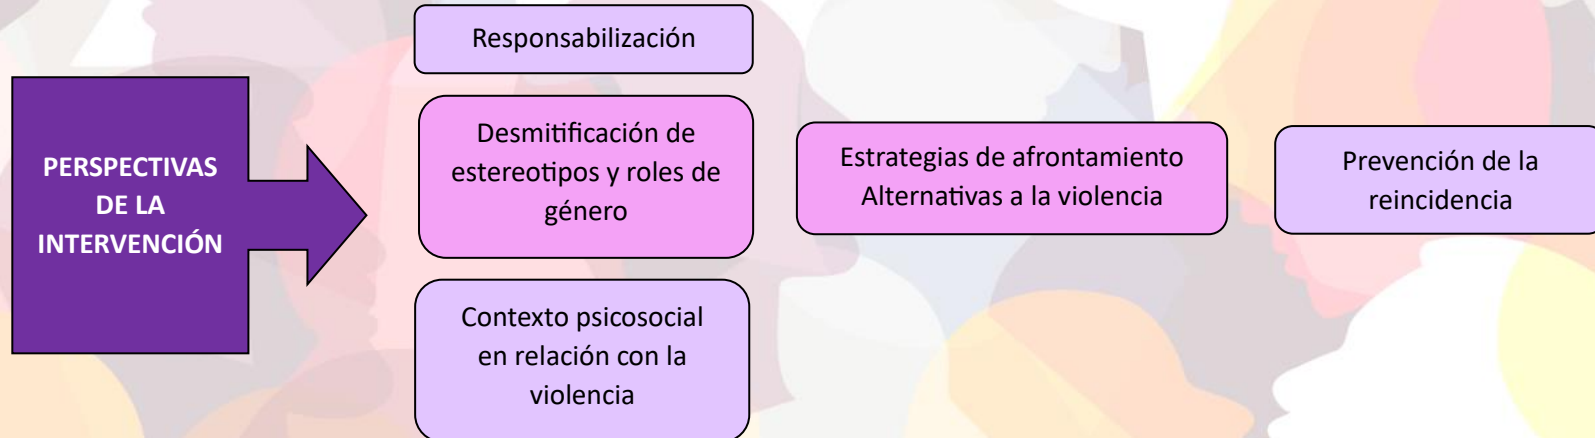 PERSPECTIVAS
DE LA
INTERVENCIÓN
Responsabilización
Desmitificación de
estereotipos y roles de
género
Contexto psicosocial
en relación con la
violencia
Estrategias de afrontamiento
Alternativas a la violencia
Prevención de la
reincidencia